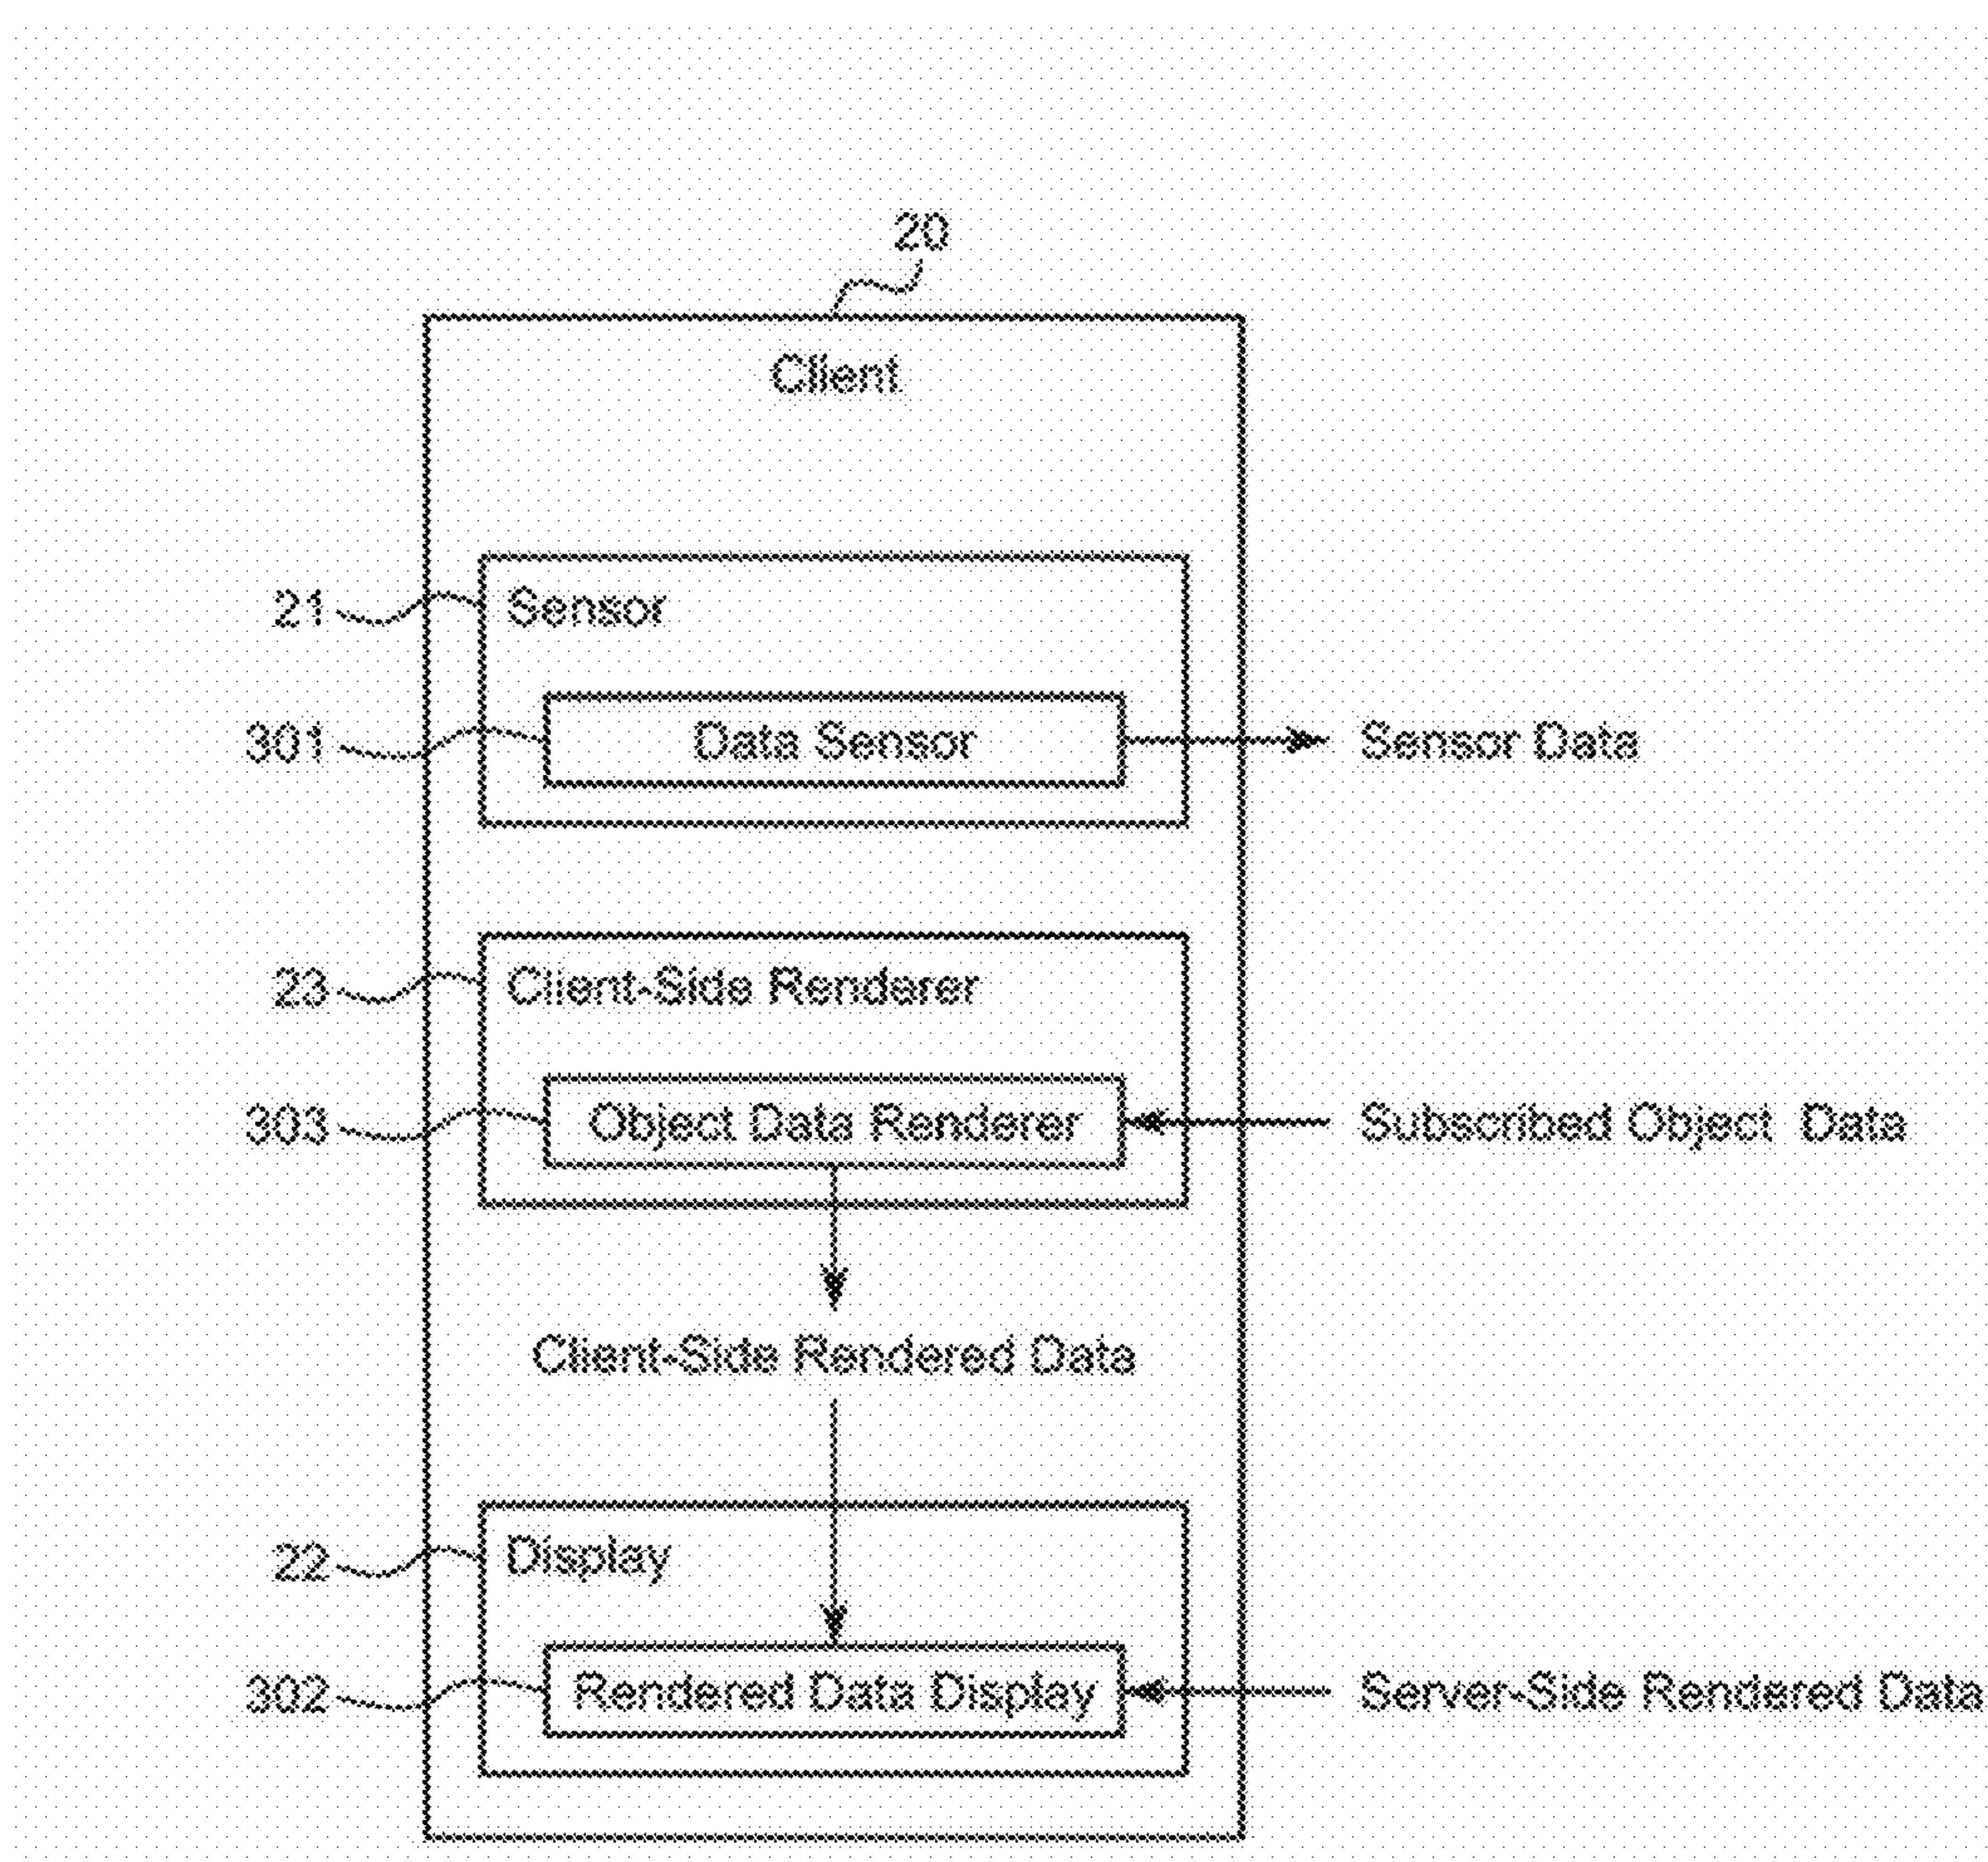 20
Client
21 Sensor
301 Data Sensor Sensor Data
23 Client-Side Renderer
303 Object Data Renderer Subscribed Object Data
Client-Side Rendered Data
22 Display
302 Rendered Data Display Server-Side Rendered Data